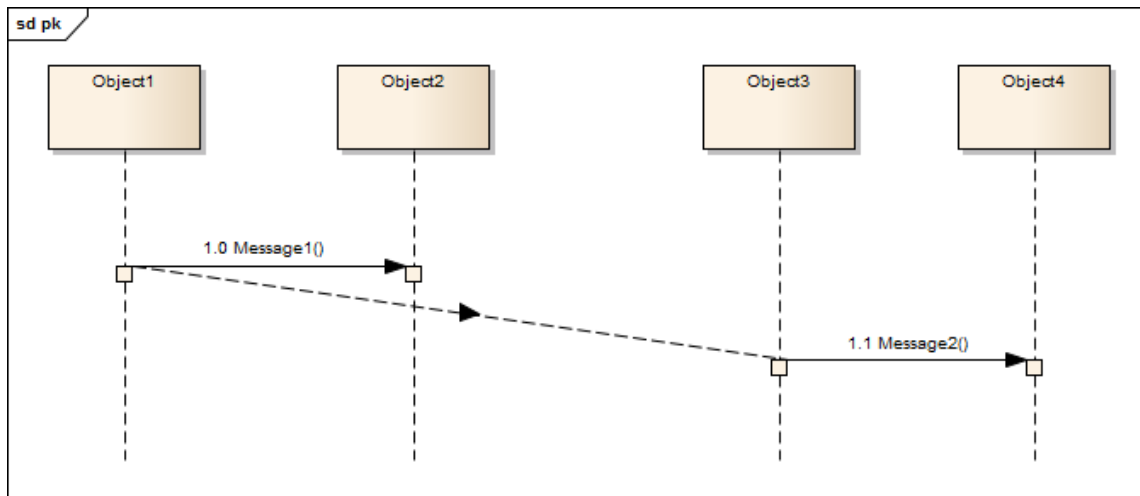 sd pk
Object1
Object2
Object3
Object4
1.0 Message1()
1.1 Message2()